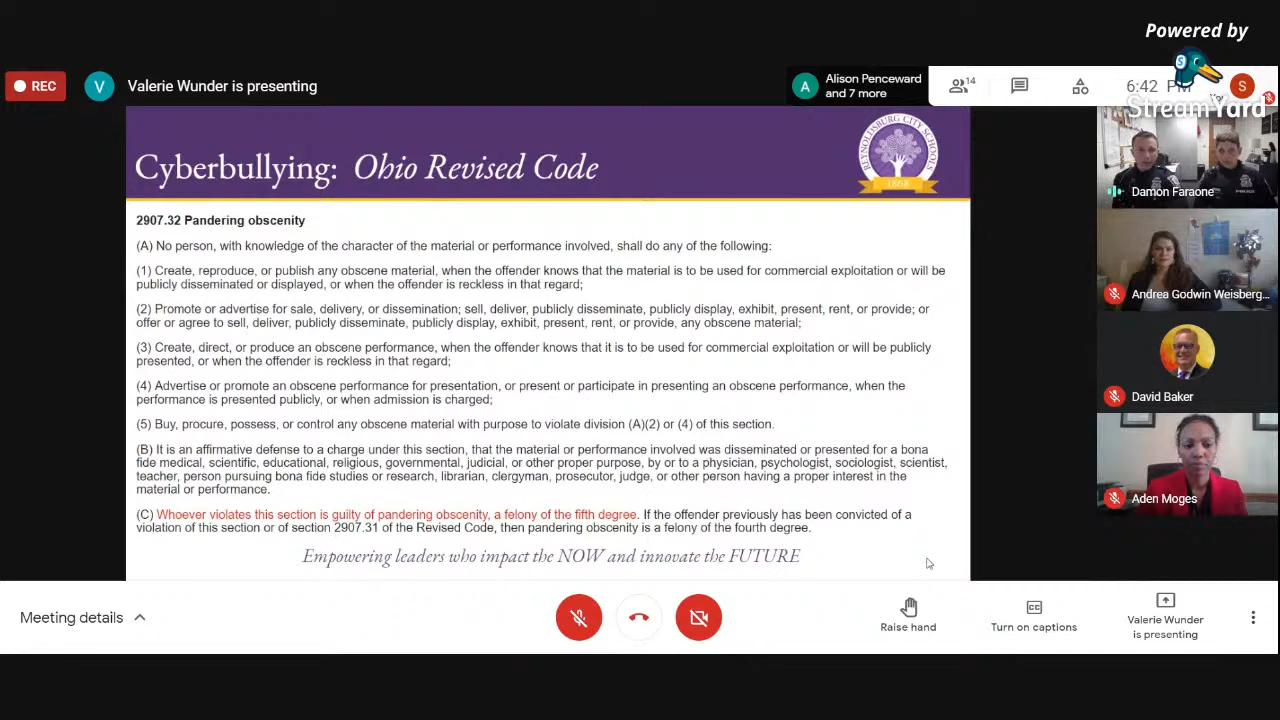 Powered by
StreamYard
REC
V
Valerie Wunder is presenting
A
Alison Penceward
and 7 more
14
6:42 PM
S
Cyberbullying: Ohio Revised Code
REYNOLDSBURG CITY SCHOOLS
1868
2907.32 Pandering obscenity
(A) No person, with knowledge of the character of the material or performance involved, shall do any of the following:
(1) Create, reproduce, or publish any obscene material, when the offender knows that the material is to be used for commercial exploitation or will be
publicly disseminated or displayed, or when the offender is reckless in that regard;
(2) Promote or advertise for sale, delivery, or dissemination; sell, deliver, publicly disseminate, publicly display, exhibit, present, rent, or provide; or
offer or agree to sell, deliver, publicly disseminate, publicly display, exhibit, present, rent, or provide, any obscene material;
(3) Create, direct, or produce an obscene performance, when the offender knows that it is to be used for commercial exploitation or will be publicly
presented, or when the offender is reckless in that regard;
(4) Advertise or promote an obscene performance for presentation, or present or participate in presenting an obscene performance, when the
performance is presented publicly, or when admission is charged;
(5) Buy, procure, possess, or control any obscene material with purpose to violate division (A)(2) or (4) of this section.
(B) It is an affirmative defense to a charge under this section, that the material or performance involved was disseminated or presented for a bona
fide medical, scientific, educational, religious, governmental, judicial, or other proper purpose, by or to a physician, psychologist, sociologist, scientist,
teacher, person pursuing bona fide studies or research, librarian, clergyman, prosecutor, judge, or other person having a proper interest in the
material or performance.
(C) Whoever violates this section is guilty of pandering obscenity, a felony of the fifth degree. If the offender previously has been convicted of a
violation of this section or of section 2907.31 of the Revised Code, then pandering obscenity is a felony of the fourth degree.
Empowering leaders who impact the NOW and innovate the FUTURE
Damon Faraone
Andrea Godwin Weisberg...
David Baker
Aden Moges
Meeting details
Raise hand
CC
Turn on captions
Valerie Wunder
is presenting